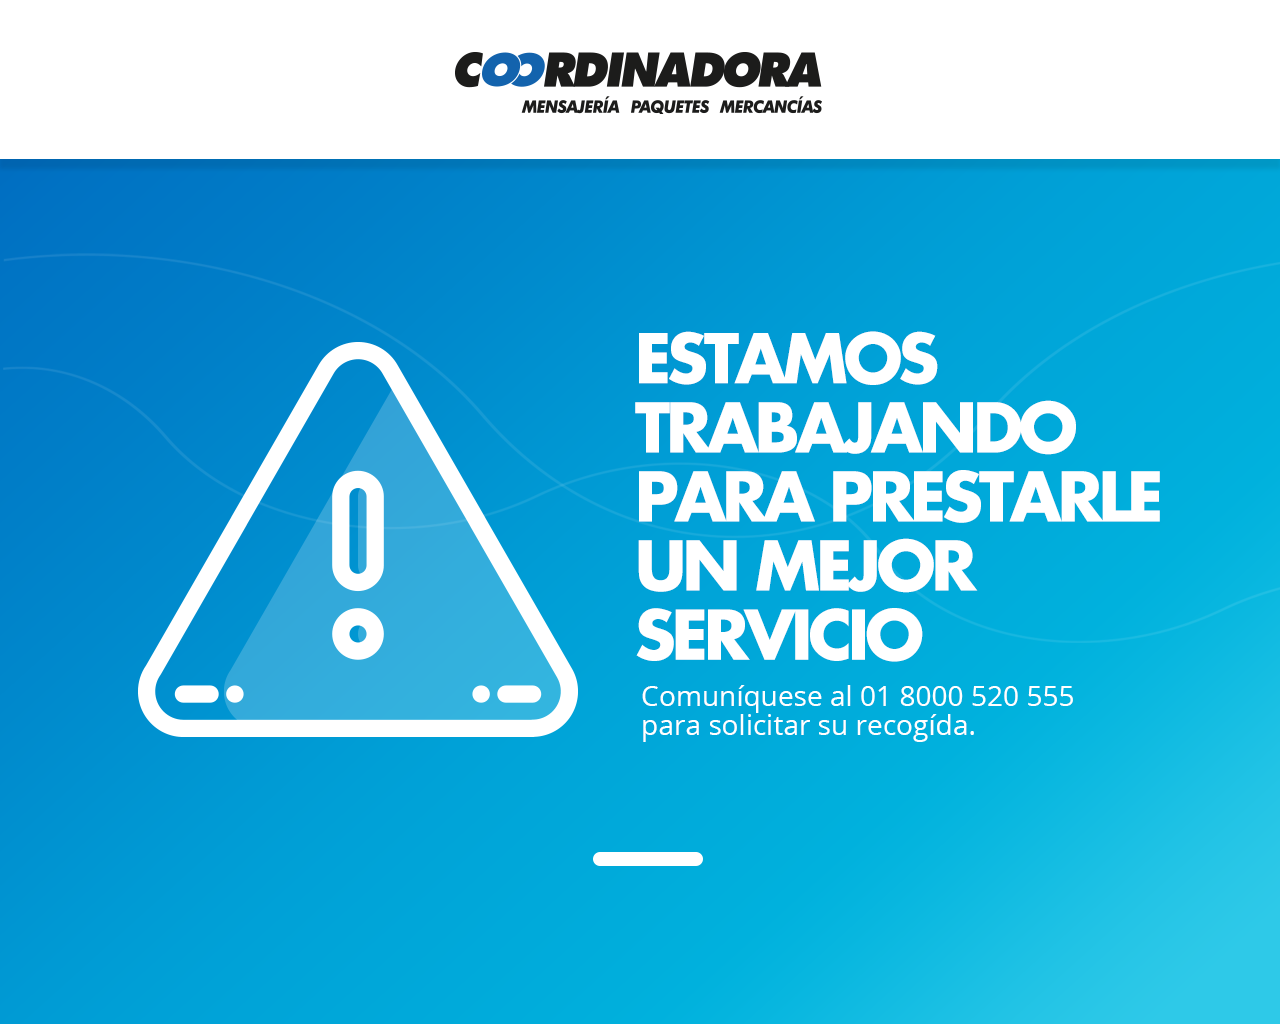 COORDINADORA
MENSAJERÍA PAQUETES MERCANCÍAS
ESTAMOS
TRABAJANDO
PARA PRESTARLE
UN MEJOR
SERVICIO
Comuníquese al 01 8000 520 555
para solicitar su recogída.